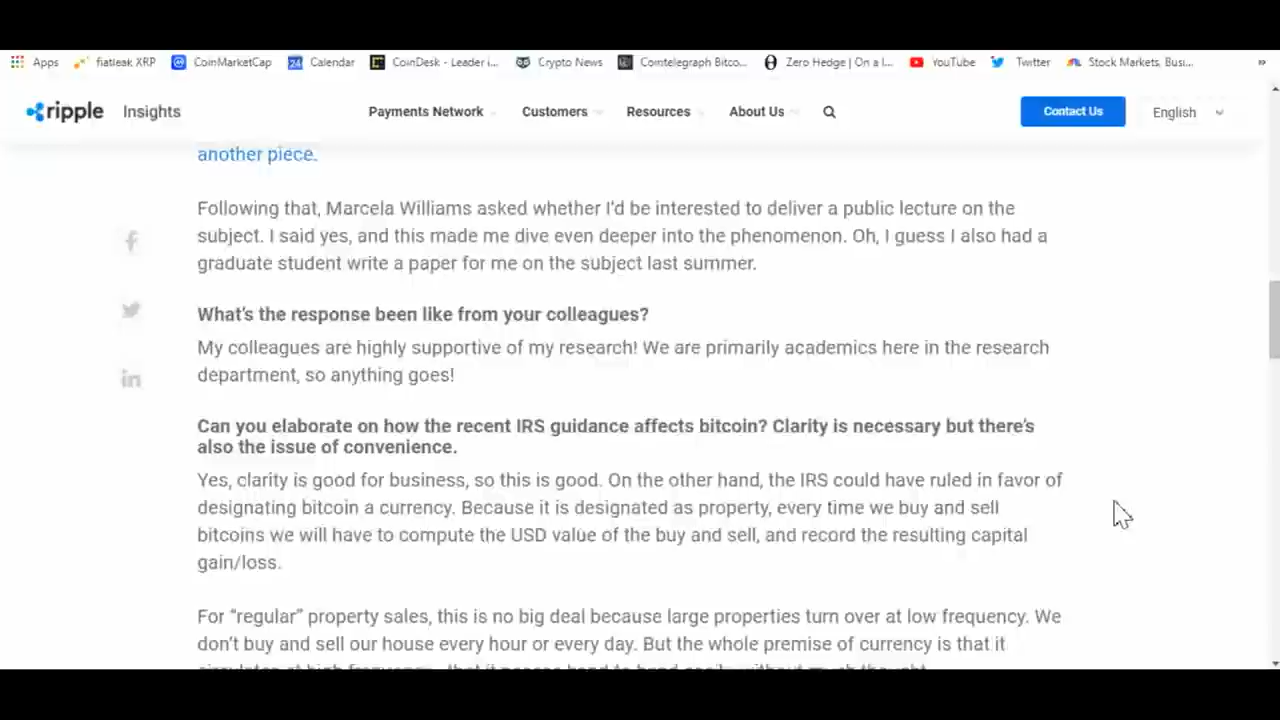 Apps fiatleak XRP CoinMarketCap 24 Calendar CoinDesk - Leader i... Crypto News Cointelegraph Bitco... Zero Hedge | On a l... YouTube Twitter Stock Markets, Busi... »
ripple Insights Payments Network Customers Resources About Us Contact Us English
another piece.
Following that, Marcela Williams asked whether I'd be interested to deliver a public lecture on the
subject. I said yes, and this made me dive even deeper into the phenomenon. Oh, I guess I also had a
graduate student write a paper for me on the subject last summer.
What's the response been like from your colleagues?
My colleagues are highly supportive of my research! We are primarily academics here in the research
department, so anything goes!
Can you elaborate on how the recent IRS guidance affects bitcoin? Clarity is necessary but there's
also the issue of convenience.
Yes, clarity is good for business, so this is good. On the other hand, the IRS could have ruled in favor of
designating bitcoin a currency. Because it is designated as property, every time we buy and sell
bitcoins we will have to compute the USD value of the buy and sell, and record the resulting capital
gain/loss.
For “regular” property sales, this is no big deal because large properties turn over at low frequency. We
don't buy and sell our house every hour or every day. But the whole premise of currency is that it